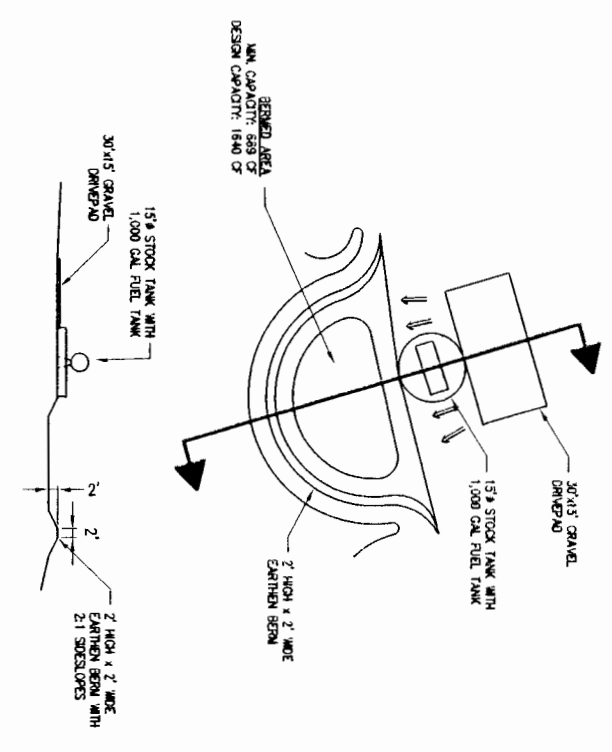 BERMED AREA
MIN. CAPACITY: 669 CF
DESIGN CAPACITY: 1640 CF
30'x15' GRAVEL
DRIVEPAD
15'ø STOCK TANK WITH
1,000 GAL FUEL TANK
2' HIGH x 2' WIDE
EARTHEN BERM
30'x15' GRAVEL
DRIVEPAD
15'ø STOCK TANK WITH
1,000 GAL FUEL TANK
2'
2'
2' HIGH x 2' WIDE
EARTHEN BERM WITH
2:1 SIDESLOPES